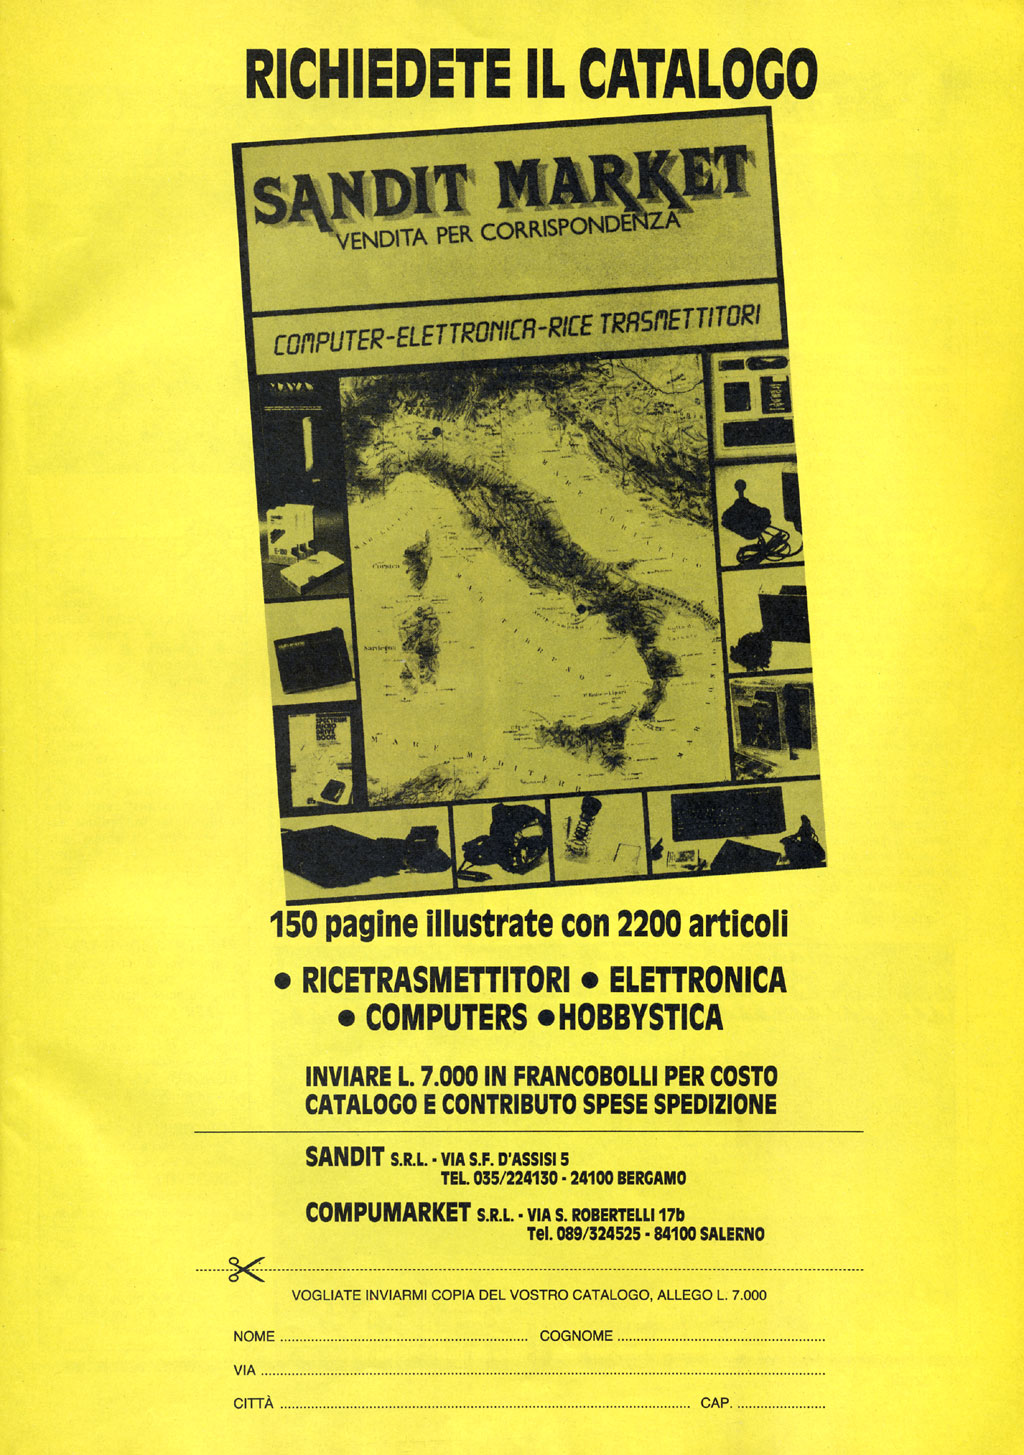 RICHIEDETE IL CATALOGO
SANDIT MARKET
VENDITA PER CORRISPONDENZA
COMPUTER-ELETTRONICA-RICE TRASMETTITORI
Corsica
Sardegna
150 pagine illustrate con 2200 articoli
● RICETRASMETTITORI ● ELETTRONICA
● COMPUTERS ●HOBBYSTICA
INVIARE L. 7.000 IN FRANCOBOLLI PER COSTO
CATALOGO E CONTRIBUTO SPESE SPEDIZIONE
SANDIT S.R.L. - VIA S.F. D'ASSISI 5
TEL. 035/224130 - 24100 BERGAMO
COMPUMARKET S.R.L. - VIA S. ROBERTELLI 17b
Tel. 089/324525 - 84100 SALERNO
VOGLIATE INVIARMI COPIA DEL VOSTRO CATALOGO, ALLEGO L. 7.000
NOME ........ COGNOME ........
VIA ........
CITTÀ ........ CAP. ........